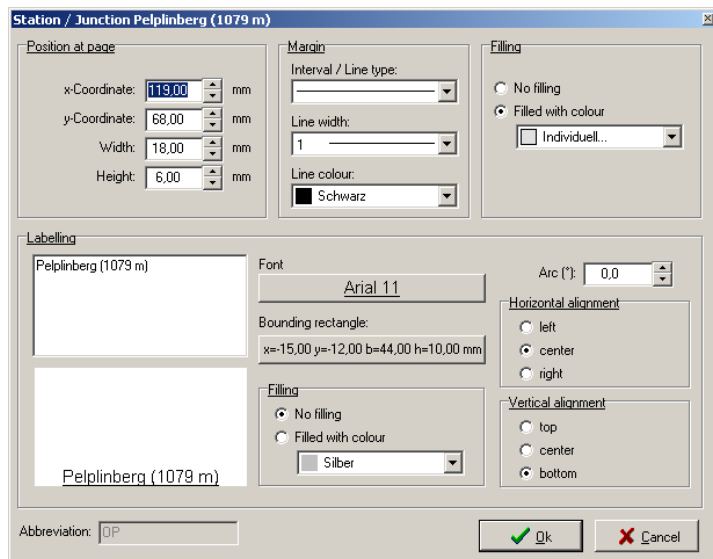 Station / Junction Pelplinberg (1079 m)
Position at page
x-Coordinate: 119,00 mm
y-Coordinate: 68,00 mm
Width: 18,00 mm
Height: 6,00 mm
Margin
Interval / Line type:
Line width:
1
Line colour:
Schwarz
Filling
No filling
Filled with colour
Individuell...
Labelling
Pelplinberg (1079 m)
Pelplinberg (1079 m)
Font
Arial 11
Bounding rectangle:
x=-15,00 y=-12,00 b=44,00 h=10,00 mm
Filling
No filling
Filled with colour
Silber
Arc (°): 0,0
Horizontal alignment
left
center
right
Vertical alignment
top
center
bottom
Abbreviation: OP
Ok
Cancel